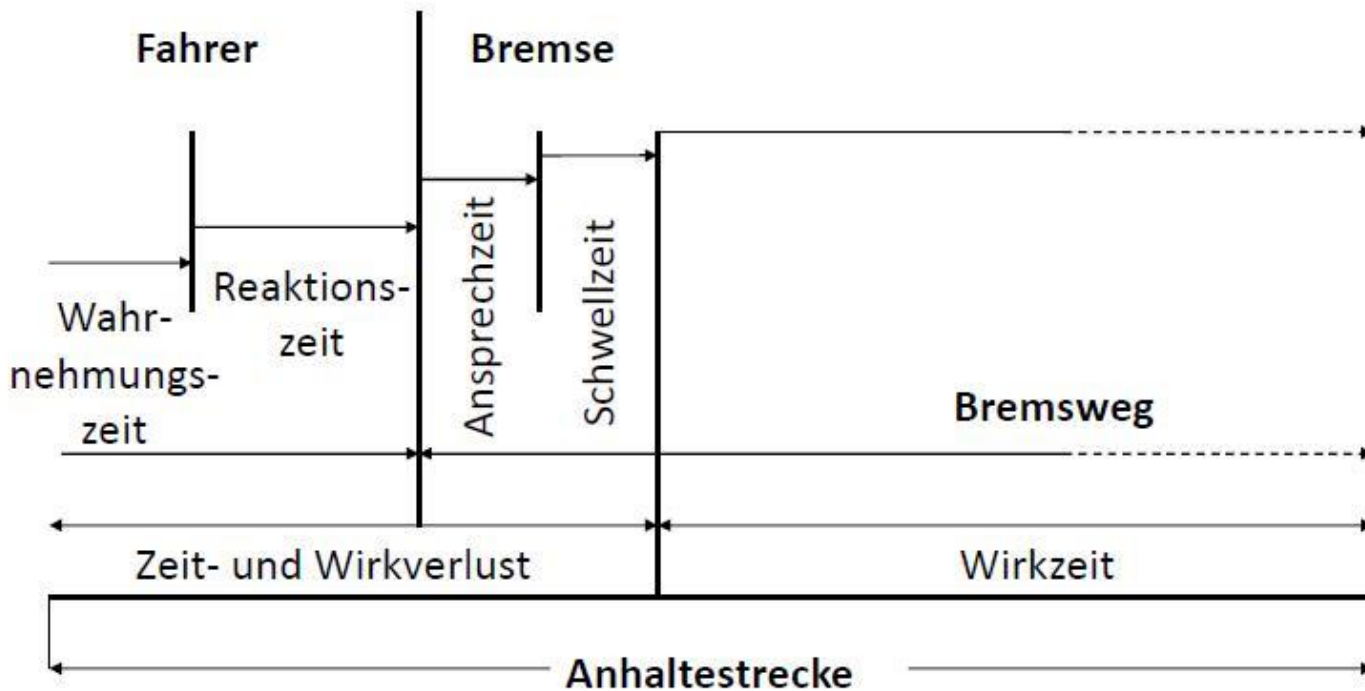 Fahrer
Bremse
Wahr-
nehmungs-
zeit
Reaktions-
zeit
Ansprechzeit
Schwellzeit
Bremsweg
Zeit- und Wirkverlust
Wirkzeit
Anhaltestrecke